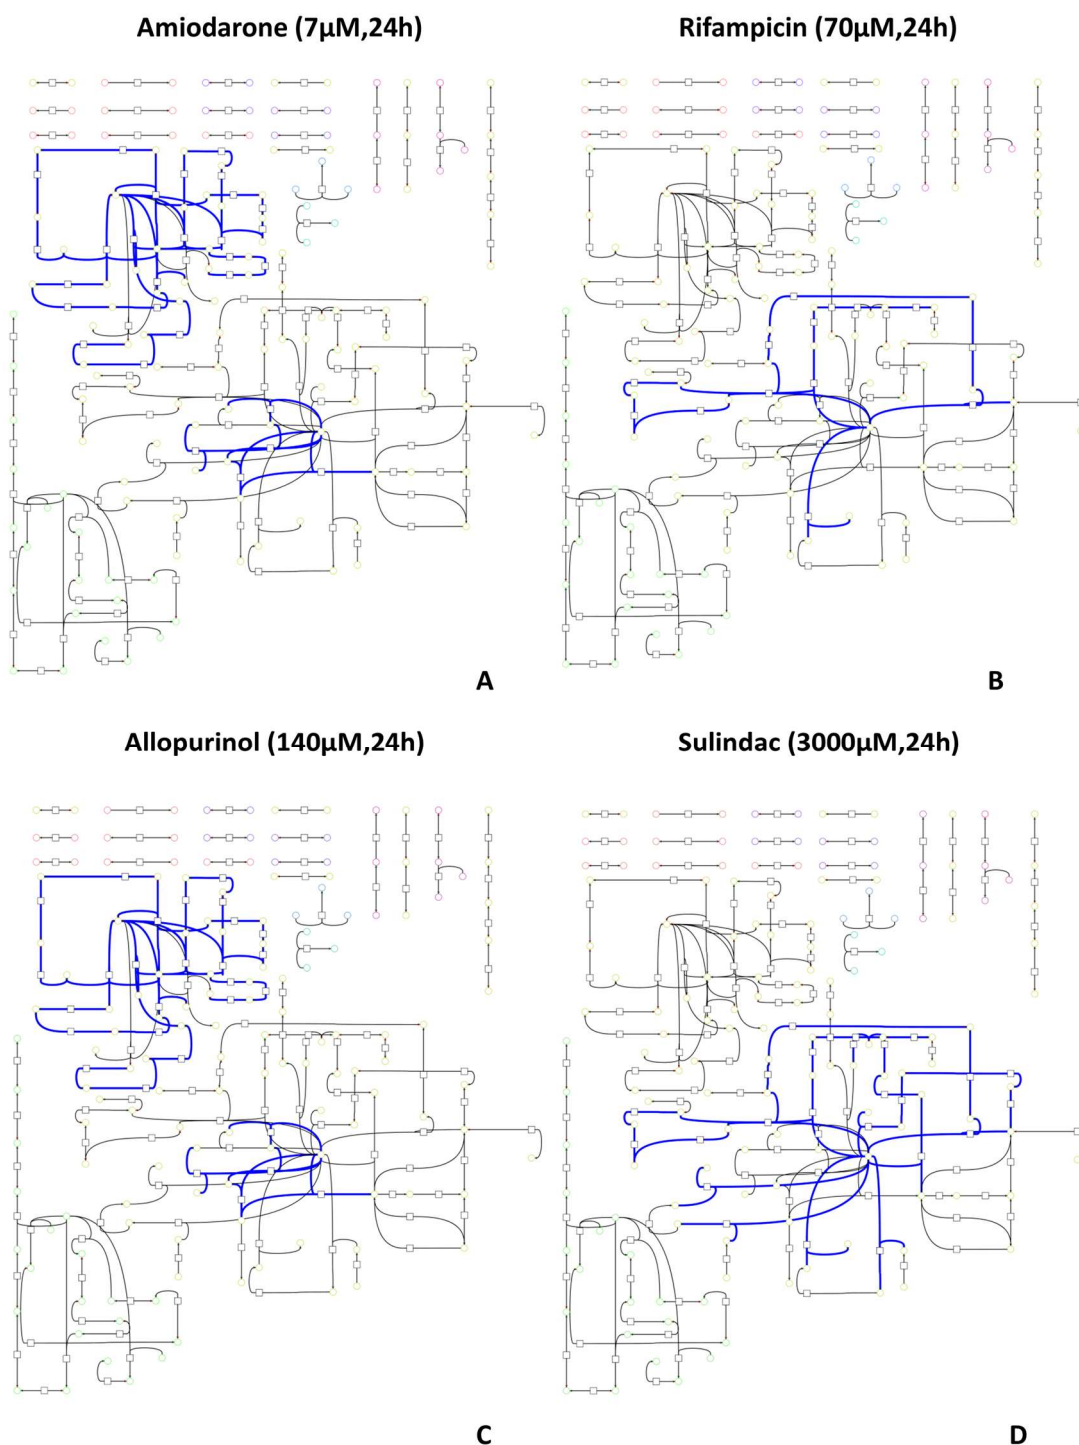 Amiodarone (7µM,24h)
Rifampicin (70µM,24h)
A
B
Allopurinol (140µM,24h)
Sulindac (3000µM,24h)
C
D